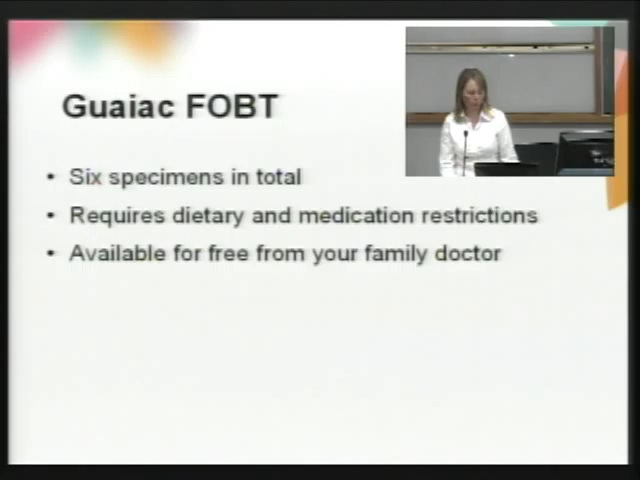 Guaiac FOBT
• Six specimens in total
• Requires dietary and medication restrictions
• Available for free from your family doctor